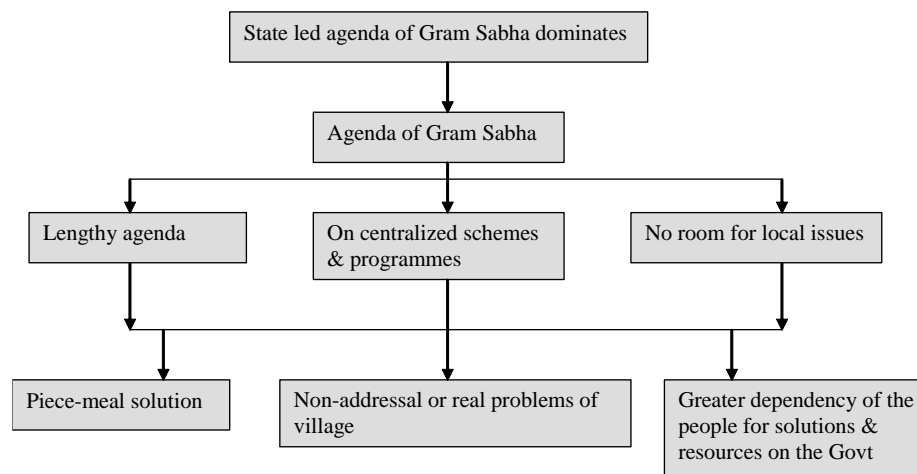 State led agenda of Gram Sabha dominates
Agenda of Gram Sabha
Lengthy agenda
On centralized schemes
& programmes
No room for local issues
Piece-meal solution
Non-addressal or real problems of
village
Greater dependency of the
people for solutions &
resources on the Govt